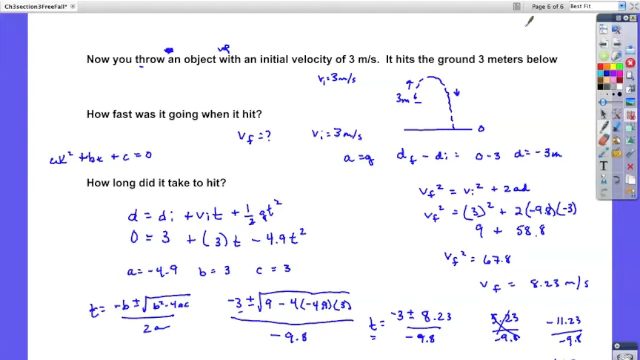 Ch3section3FreeFall*
Page 6 of 6
Best Fit
up
Now you throw an object with an initial velocity of 3 m/s. It hits the ground 3 meters below
vi = 3 m/s
3m
0
How fast was it going when it hit?
vf = ?
vi = 3 m/s
a = g
df - di = 0 - 3
d = -3m
ax² + bx + c = 0
How long did it take to hit?
vf² = vi² + 2ad
d = di + vit + 1/2 gt²
vf² = (3)² + 2(-9.8)(-3)
0 = 3 + (3)t - 4.9t²
9 + 58.8
a = -4.9 b = 3 c = 3
vf² = 67.8
vf = 8.23 m/s
t = -b ± √b² - 4ac / 2a
-3 ± √9 - 4(-4.9)(3) / -9.8
t = -3 ± 8.23 / -9.8
5.23 / -9.8
-11.23 / -9.8